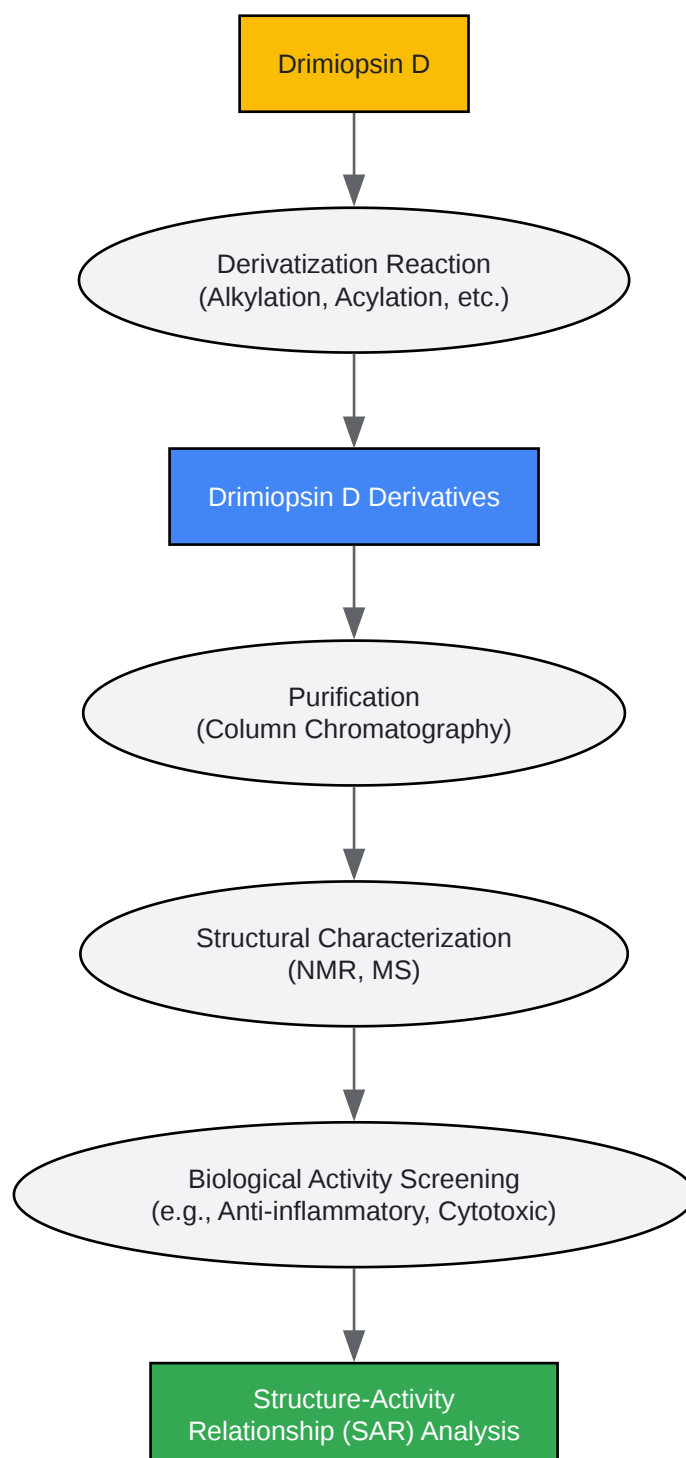 Drimiopsin D
Derivatization Reaction
(Alkylation, Acylation, etc.)
Drimiopsin D Derivatives
Purification
(Column Chromatography)
Structural Characterization
(NMR, MS)
Biological Activity Screening
(e.g., Anti-inflammatory, Cytotoxic)
Structure-Activity
Relationship (SAR) Analysis